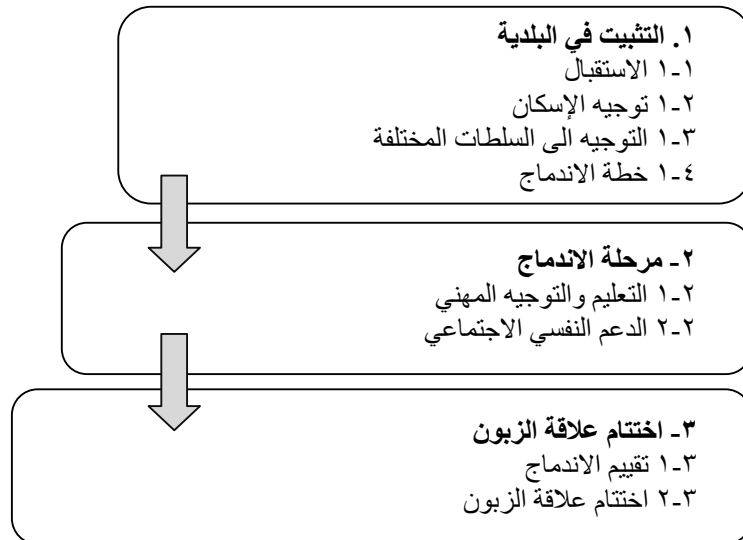 ١. التثبيت في البلدية
١-١ الاستقبال
١-٢ توجيه الإسكان
١-٣ التوجيه الى السلطات المختلفة
١-٤ خطة الاندماج
٢- مرحلة الاندماج
٢-١ التعليم والتوجيه المهني
٢-٢ الدعم النفسي الاجتماعي
٣- اختتام علاقة الزبون
٣-١ تقييم الاندماج
٣-٢ اختتام علاقة الزبون